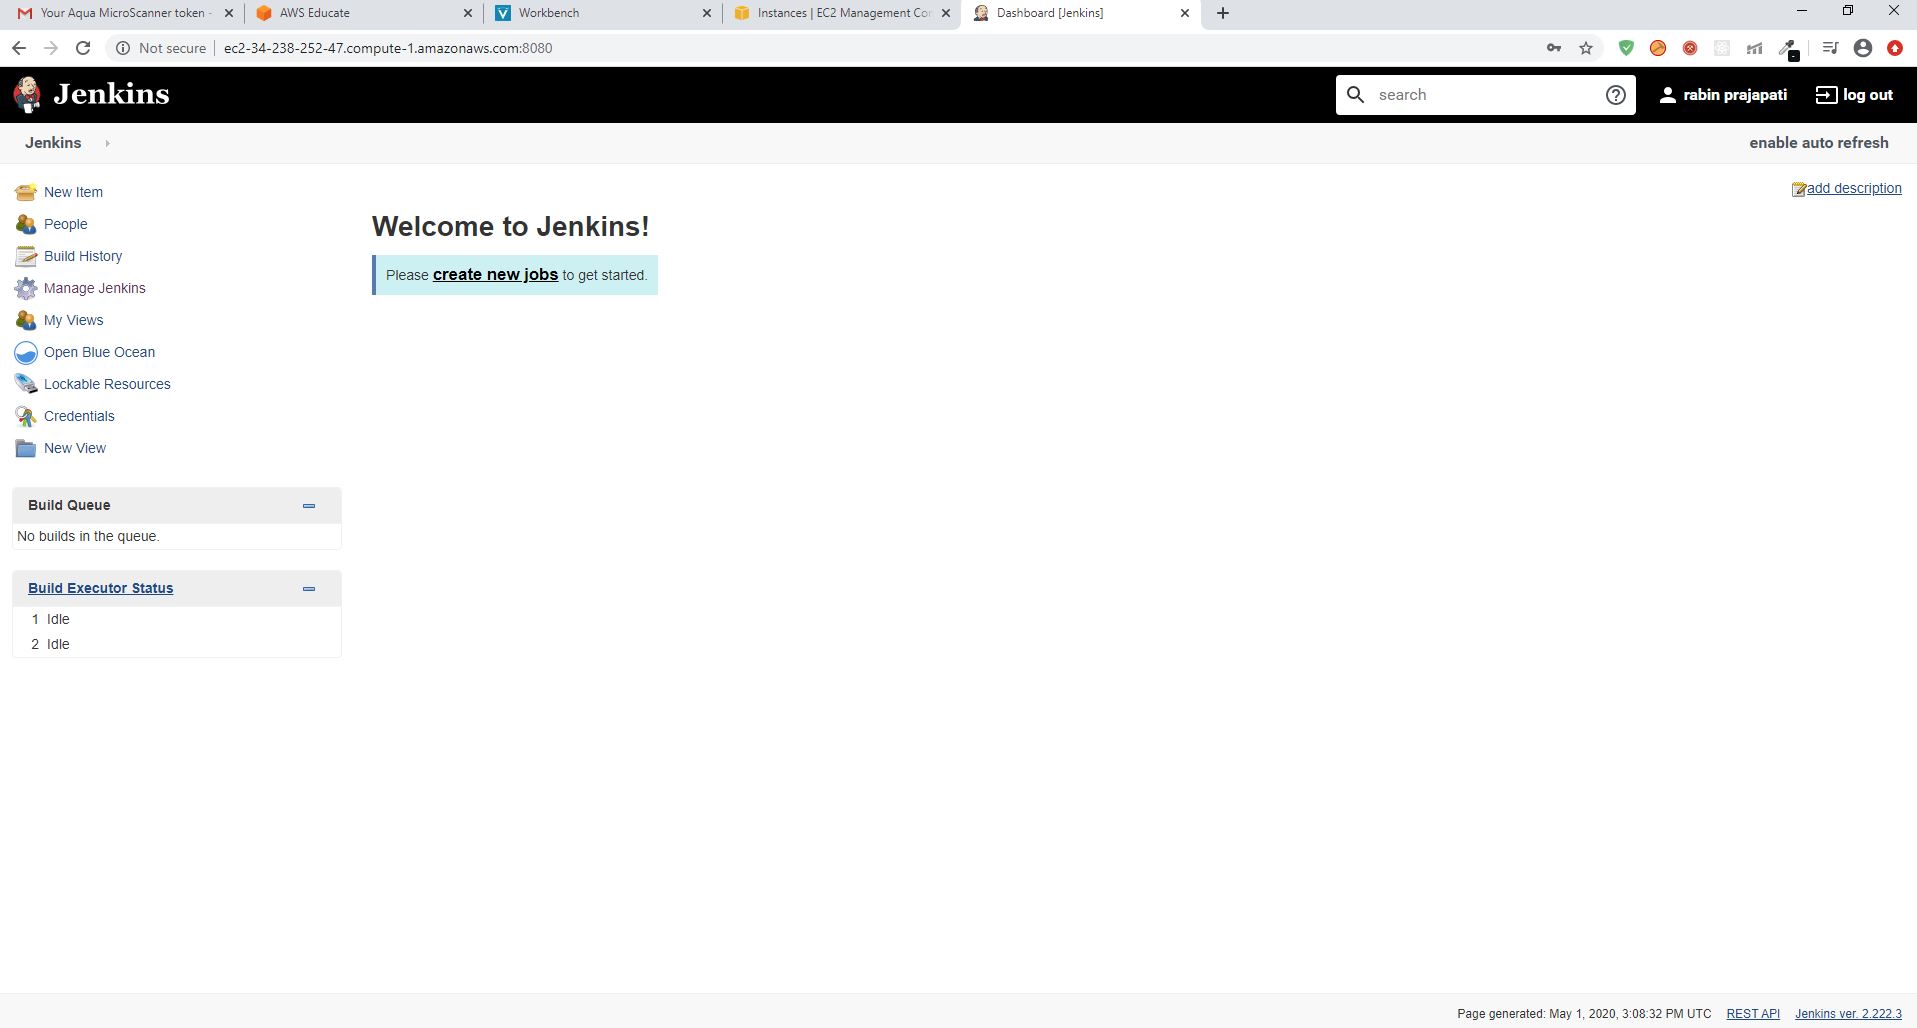 Your Aqua MicroScanner token -
AWS Educate
Workbench
Instances | EC2 Management Con
Dashboard [Jenkins]
Not secure | ec2-34-238-252-47.compute-1.amazonaws.com:8080
Jenkins
search
rabin prajapati
log out
Jenkins
enable auto refresh
add description
New Item
People
Build History
Manage Jenkins
My Views
Open Blue Ocean
Lockable Resources
Credentials
New View
Welcome to Jenkins!
Please create new jobs to get started.
Build Queue
No builds in the queue.
Build Executor Status
1 Idle
2 Idle
Page generated: May 1, 2020, 3:08:32 PM UTC REST API Jenkins ver. 2.222.3